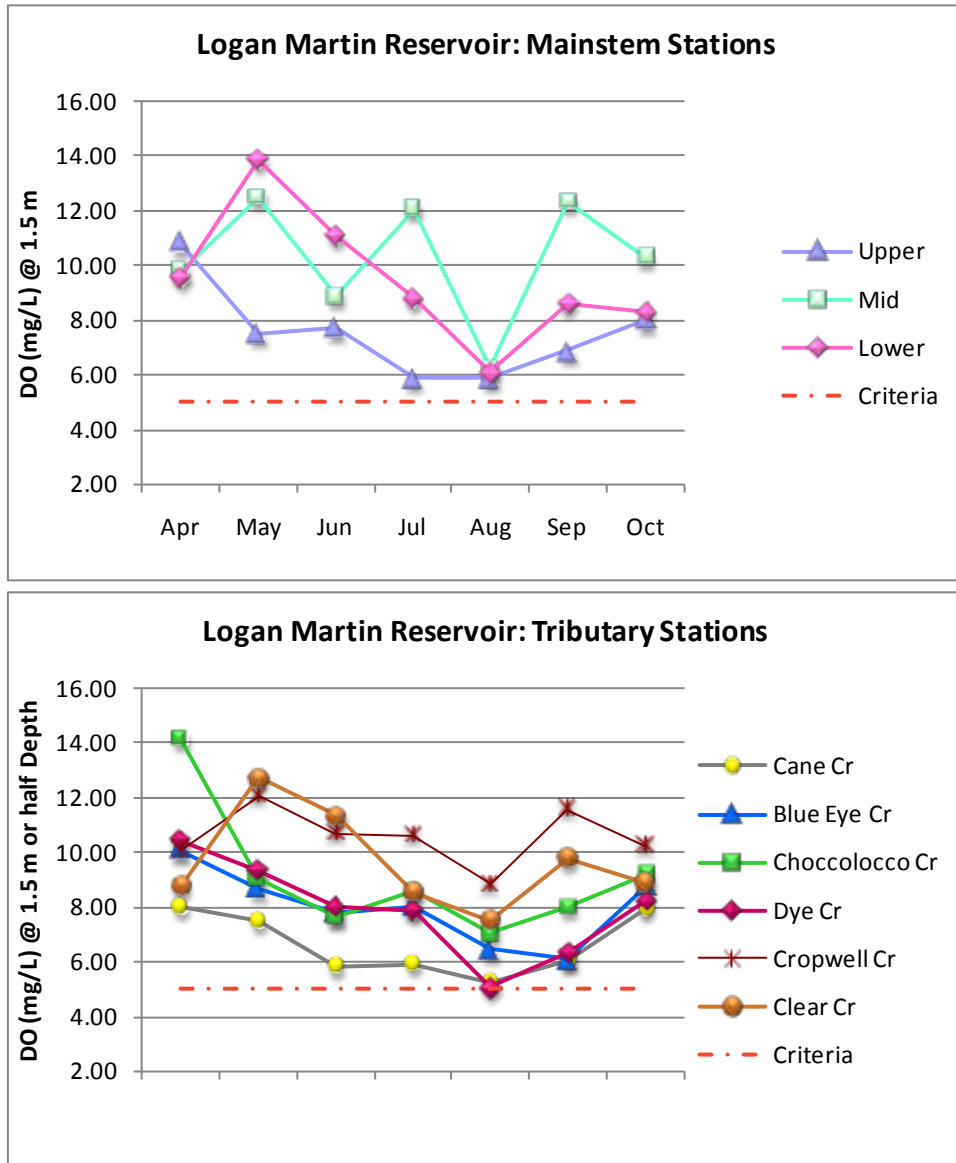 Logan Martin Reservoir: Mainstem Stations
DO (mg/L) @ 1.5 m
16.00
14.00
12.00
10.00
8.00
6.00
4.00
2.00
Apr May Jun Jul Aug Sep Oct
Upper
Mid
Lower
Criteria
Logan Martin Reservoir: Tributary Stations
DO (mg/L) @ 1.5 m or half Depth
16.00
14.00
12.00
10.00
8.00
6.00
4.00
2.00
Cane Cr
Blue Eye Cr
Choccolocco Cr
Dye Cr
Cropwell Cr
Clear Cr
Criteria